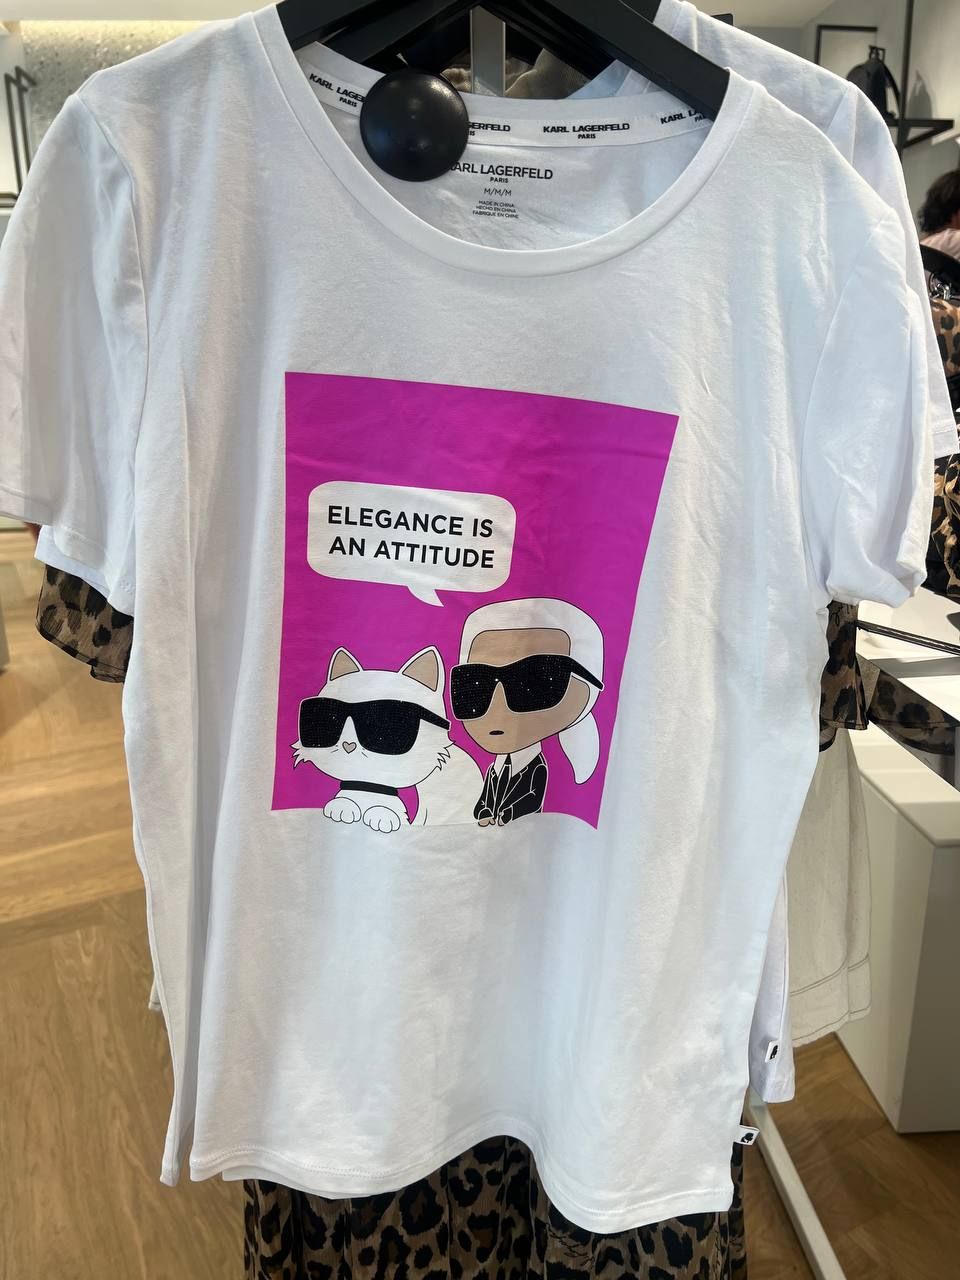 KARL LAGERFELD
PARIS
KARL LAGERFELD
PARIS
KARL
KARL LAGERFELD
PARIS
M/M/M
MADE IN CHINA
HECHO EN CHINA
FABRIQUE EN CHINE
ELEGANCE IS
AN ATTITUDE